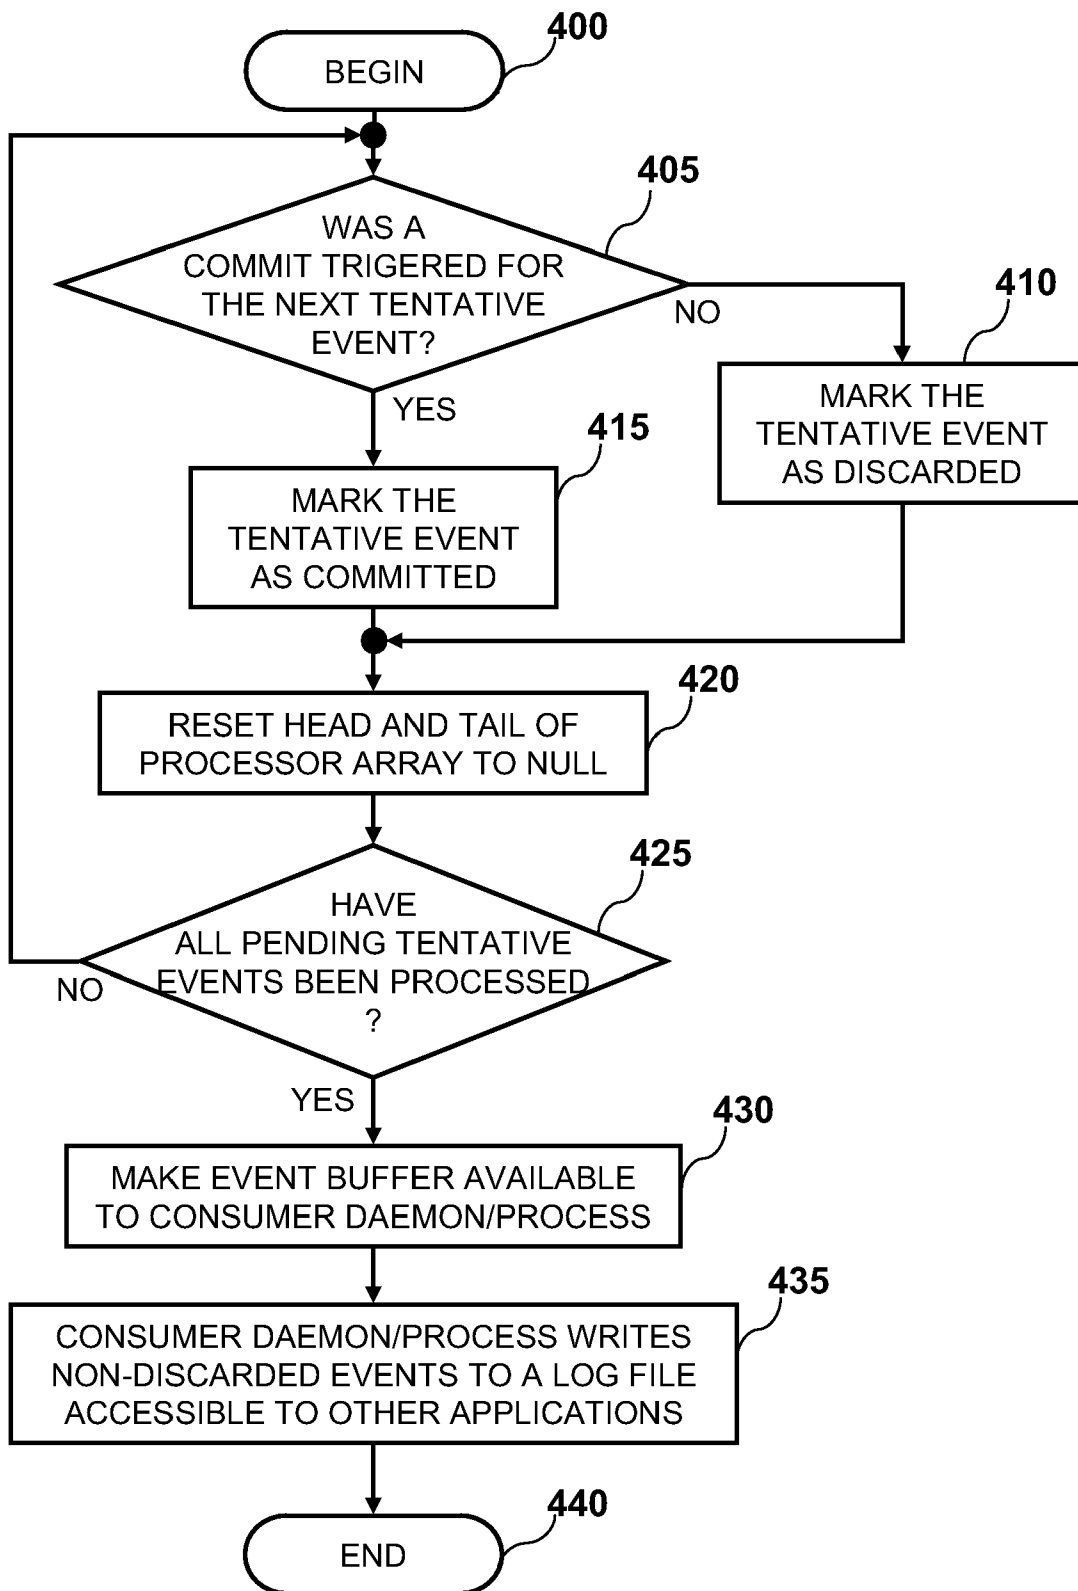 400
BEGIN
405
WAS A
COMMIT TRIGERED FOR
THE NEXT TENTATIVE
EVENT?
NO
410
MARK THE
TENTATIVE EVENT
AS DISCARDED
YES
415
MARK THE
TENTATIVE EVENT
AS COMMITTED
420
RESET HEAD AND TAIL OF
PROCESSOR ARRAY TO NULL
425
HAVE
ALL PENDING TENTATIVE
EVENTS BEEN PROCESSED
?
NO
YES
430
MAKE EVENT BUFFER AVAILABLE
TO CONSUMER DAEMON/PROCESS
435
CONSUMER DAEMON/PROCESS WRITES
NON-DISCARDED EVENTS TO A LOG FILE
ACCESSIBLE TO OTHER APPLICATIONS
440
END